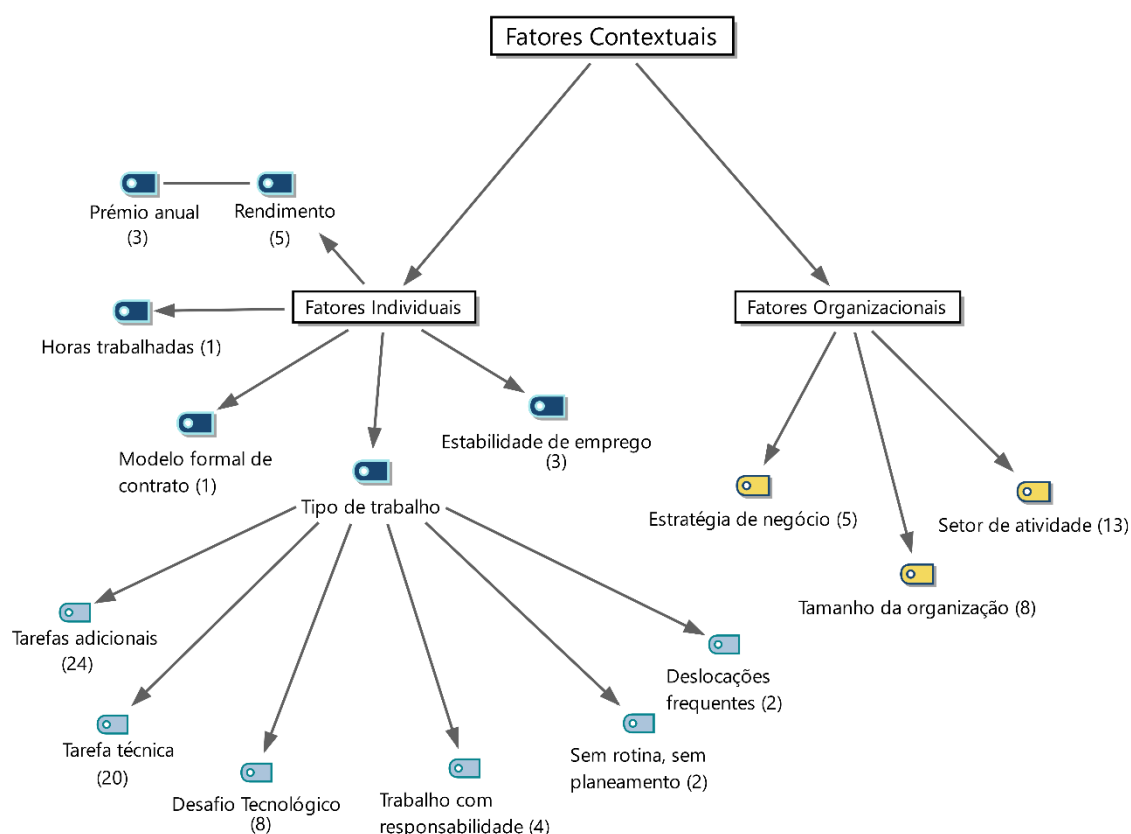 Fatores Contextuais
Prémio anual
(3)
Rendimento
(5)
Fatores Individuais
Fatores Organizacionais
Horas trabalhadas (1)
Modelo formal de
contrato (1)
Estabilidade de emprego
(3)
Tipo de trabalho
Estratégia de negócio (5)
Setor de atividade (13)
Tamanho da organização (8)
Tarefas adicionais
(24)
Deslocações
frequentes (2)
Tarefa técnica
(20)
Sem rotina, sem
planeamento (2)
Desafio Tecnológico
(8)
Trabalho com
responsabilidade (4)